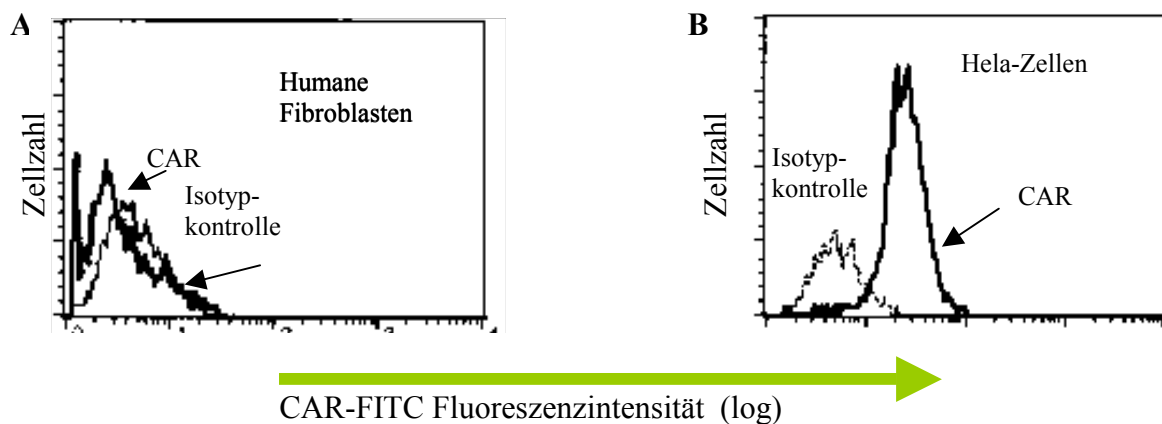 A
Humane
Fibroblasten
CAR
Isotyp-
kontrolle
Zellzahl
B
Hela-Zellen
Isotyp-
kontrolle
CAR
Zellzahl
CAR-FITC Fluoreszenzintensität (log)